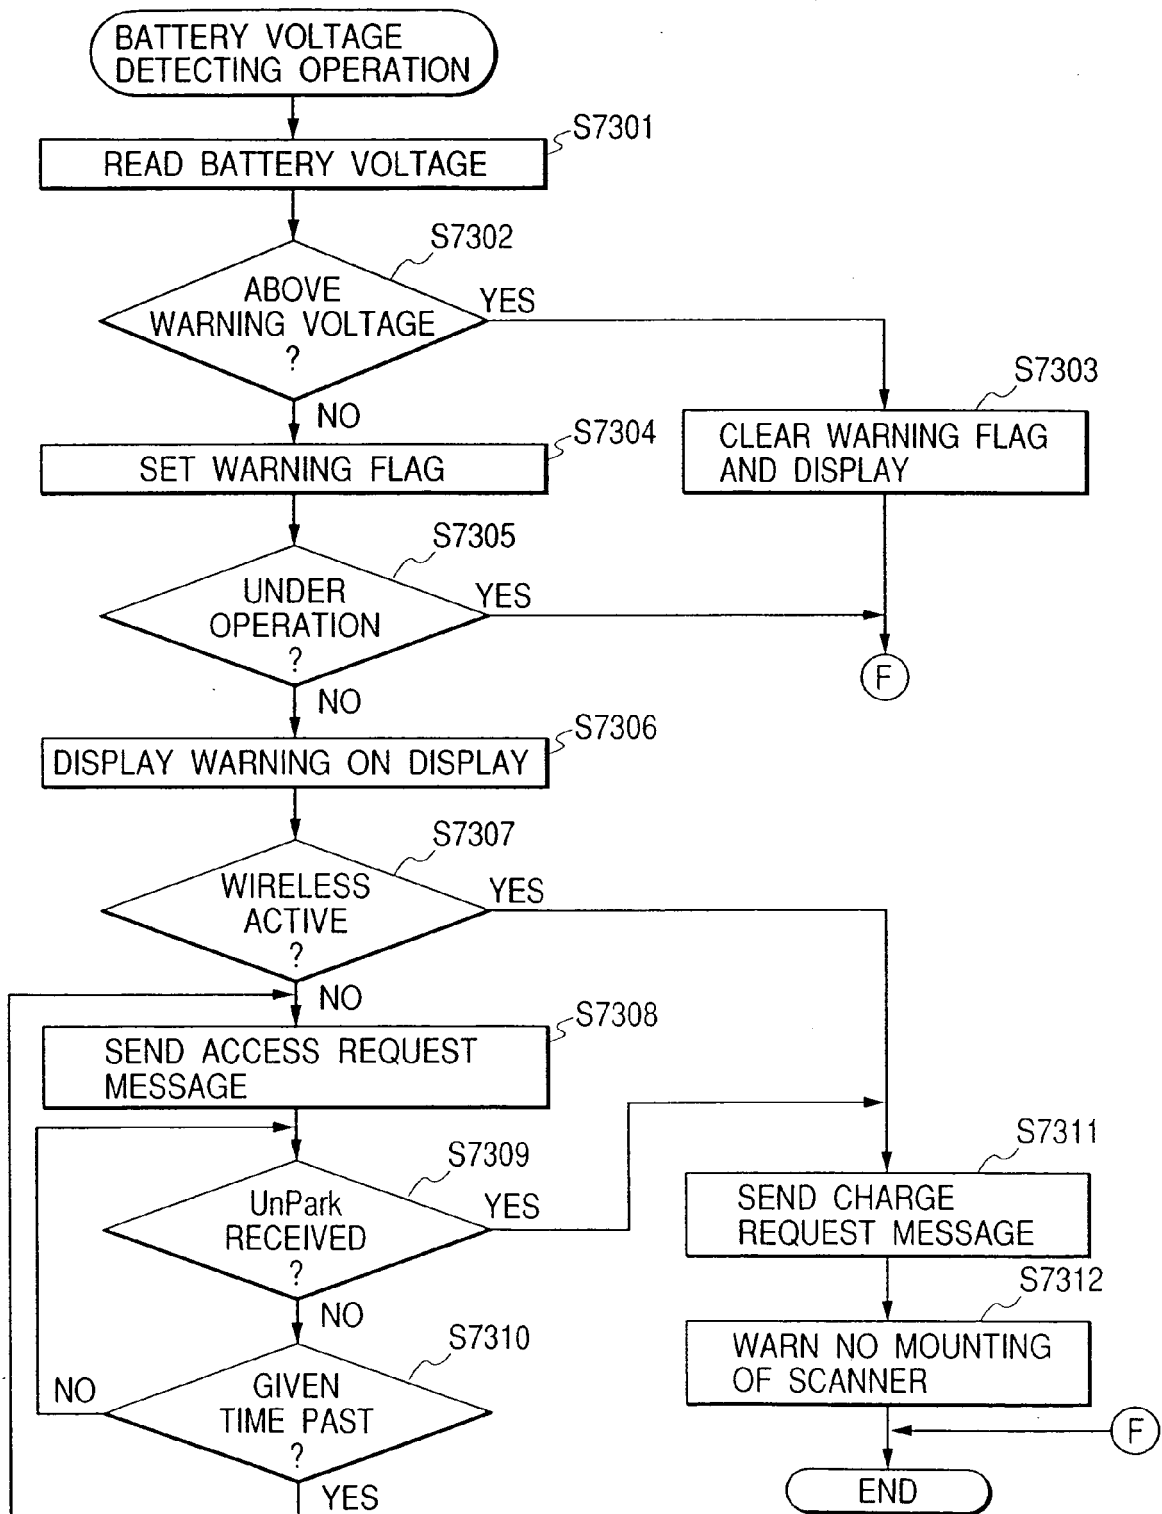 BATTERY VOLTAGE
DETECTING OPERATION
S7301
READ BATTERY VOLTAGE
S7302
ABOVE
WARNING VOLTAGE
?
YES
NO
S7303
CLEAR WARNING FLAG
AND DISPLAY
S7304
SET WARNING FLAG
S7305
UNDER
OPERATION
?
YES
NO
F
S7306
DISPLAY WARNING ON DISPLAY
S7307
WIRELESS
ACTIVE
?
YES
NO
S7308
SEND ACCESS REQUEST
MESSAGE
S7309
UnPark
RECEIVED
?
YES
NO
S7310
GIVEN
TIME PAST
?
NO
YES
S7311
SEND CHARGE
REQUEST MESSAGE
S7312
WARN NO MOUNTING
OF SCANNER
F
END